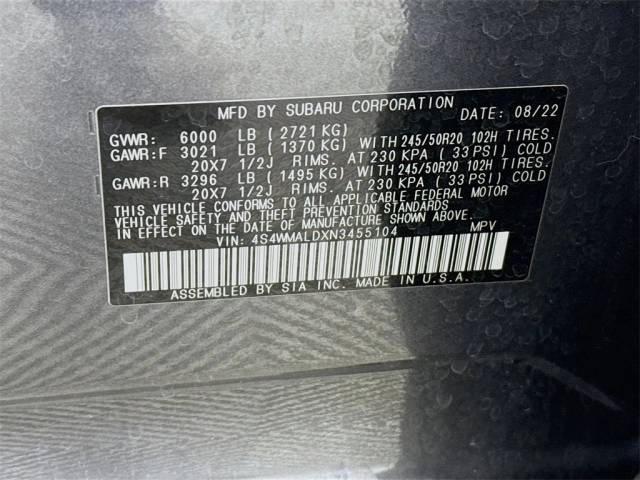 MFD BY SUBARU CORPORATION DATE: 08/22
GVWR: 6000 LB (2721 KG)
GAWR:F 3021 LB (1370 KG) WITH 245/50R20 102H TIRES.
20X7 1/2J RIMS. AT 230 KPA (33 PSI) COLD
GAWR:R 3296 LB (1495 KG) WITH 245/50R20 102H TIRES.
20X7 1/2J RIMS. AT 230 KPA (33 PSI) COLD
THIS VEHICLE CONFORMS TO ALL APPLICABLE FEDERAL MOTOR
VEHICLE SAFETY AND THEFT PREVENTION STANDARDS
IN EFFECT ON THE DATE OF MANUFACTURE SHOWN ABOVE.
VIN: 4S4WMALDXN3455104 MPV
ASSEMBLED BY SIA INC. MADE IN U.S.A.